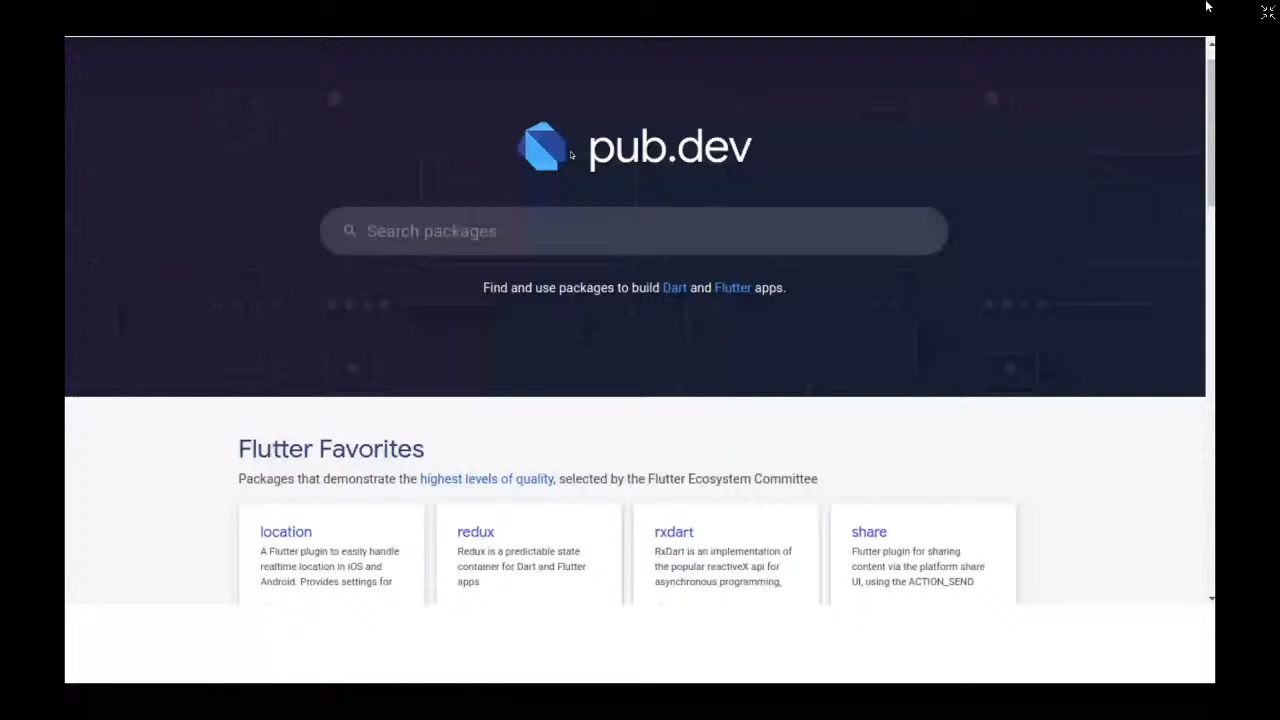 pub.dev
Search packages
Find and use packages to build Dart and Flutter apps.
Flutter Favorites
Packages that demonstrate the highest levels of quality, selected by the Flutter Ecosystem Committee
location
A Flutter plugin to easily handle
realtime location in iOS and
Android. Provides settings for
redux
Redux is a predictable state
container for Dart and Flutter
apps
rxdart
RxDart is an implementation of
the popular reactiveX api for
asynchronous programming,
share
Flutter plugin for sharing
content via the platform share
UI, using the ACTION_SEND